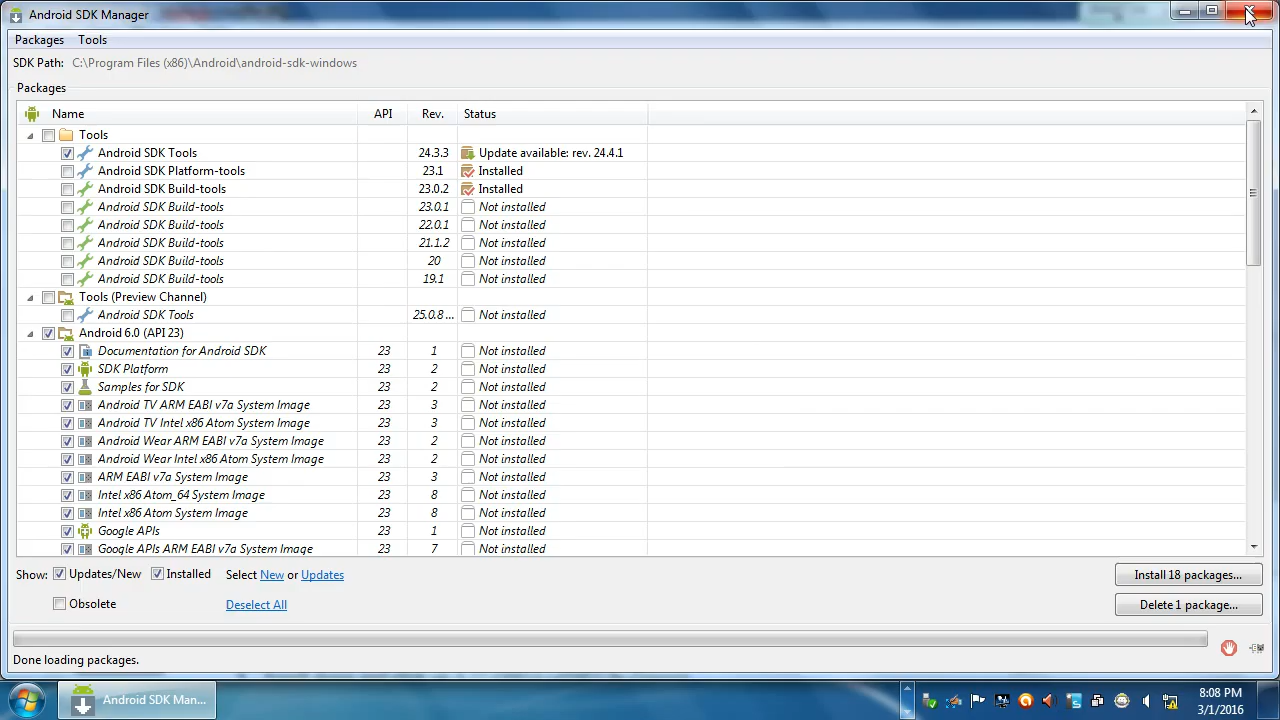 Android SDK Manager
Packages Tools
SDK Path: C:\Program Files (x86)\Android\android-sdk-windows
Packages
Name API Rev. Status
Tools
Android SDK Tools 24.3.3 Update available: rev. 24.4.1
Android SDK Platform-tools 23.1 Installed
Android SDK Build-tools 23.0.2 Installed
Android SDK Build-tools 23.0.1 Not installed
Android SDK Build-tools 22.0.1 Not installed
Android SDK Build-tools 21.1.2 Not installed
Android SDK Build-tools 20 Not installed
Android SDK Build-tools 19.1 Not installed
Tools (Preview Channel)
Android SDK Tools 25.0.8 ... Not installed
Android 6.0 (API 23)
Documentation for Android SDK 23 1 Not installed
SDK Platform 23 2 Not installed
Samples for SDK 23 2 Not installed
Android TV ARM EABI v7a System Image 23 3 Not installed
Android TV Intel x86 Atom System Image 23 3 Not installed
Android Wear ARM EABI v7a System Image 23 2 Not installed
Android Wear Intel x86 Atom System Image 23 2 Not installed
ARM EABI v7a System Image 23 3 Not installed
Intel x86 Atom_64 System Image 23 8 Not installed
Intel x86 Atom System Image 23 8 Not installed
Google APIs 23 1 Not installed
Google APIs ARM EABI v7a System Image 23 7 Not installed
Show: Updates/New Installed Select New or Updates Install 18 packages...
Obsolete Deselect All Delete 1 package...
Done loading packages.
Android SDK Man... 8:08 PM
3/1/2016